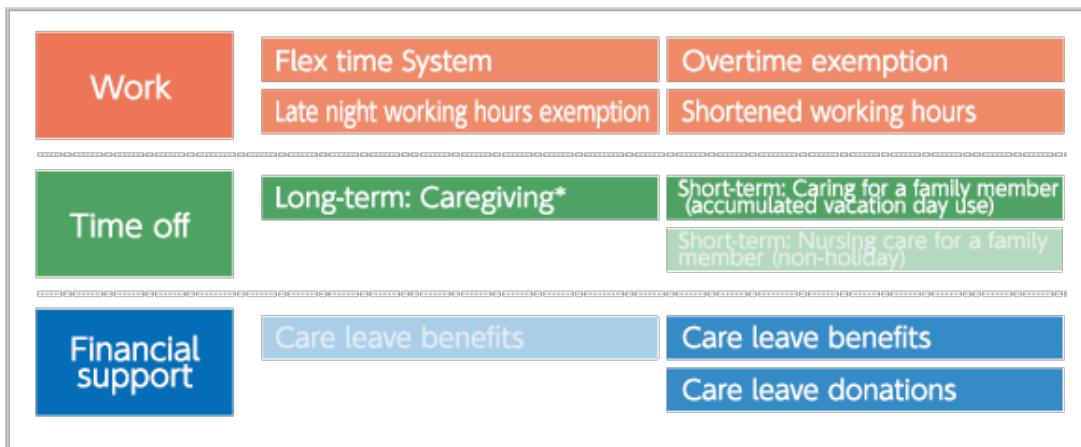 Work
Flex time System
Overtime exemption
Late night working hours exemption
Shortened working hours
Time off
Long-term: Caregiving*
Short-term: Caring for a family member
(accumulated vacation day use)
Short-term: Nursing care for a family
member (non-holiday)
Financial
support
Care leave benefits
Care leave benefits
Care leave donations